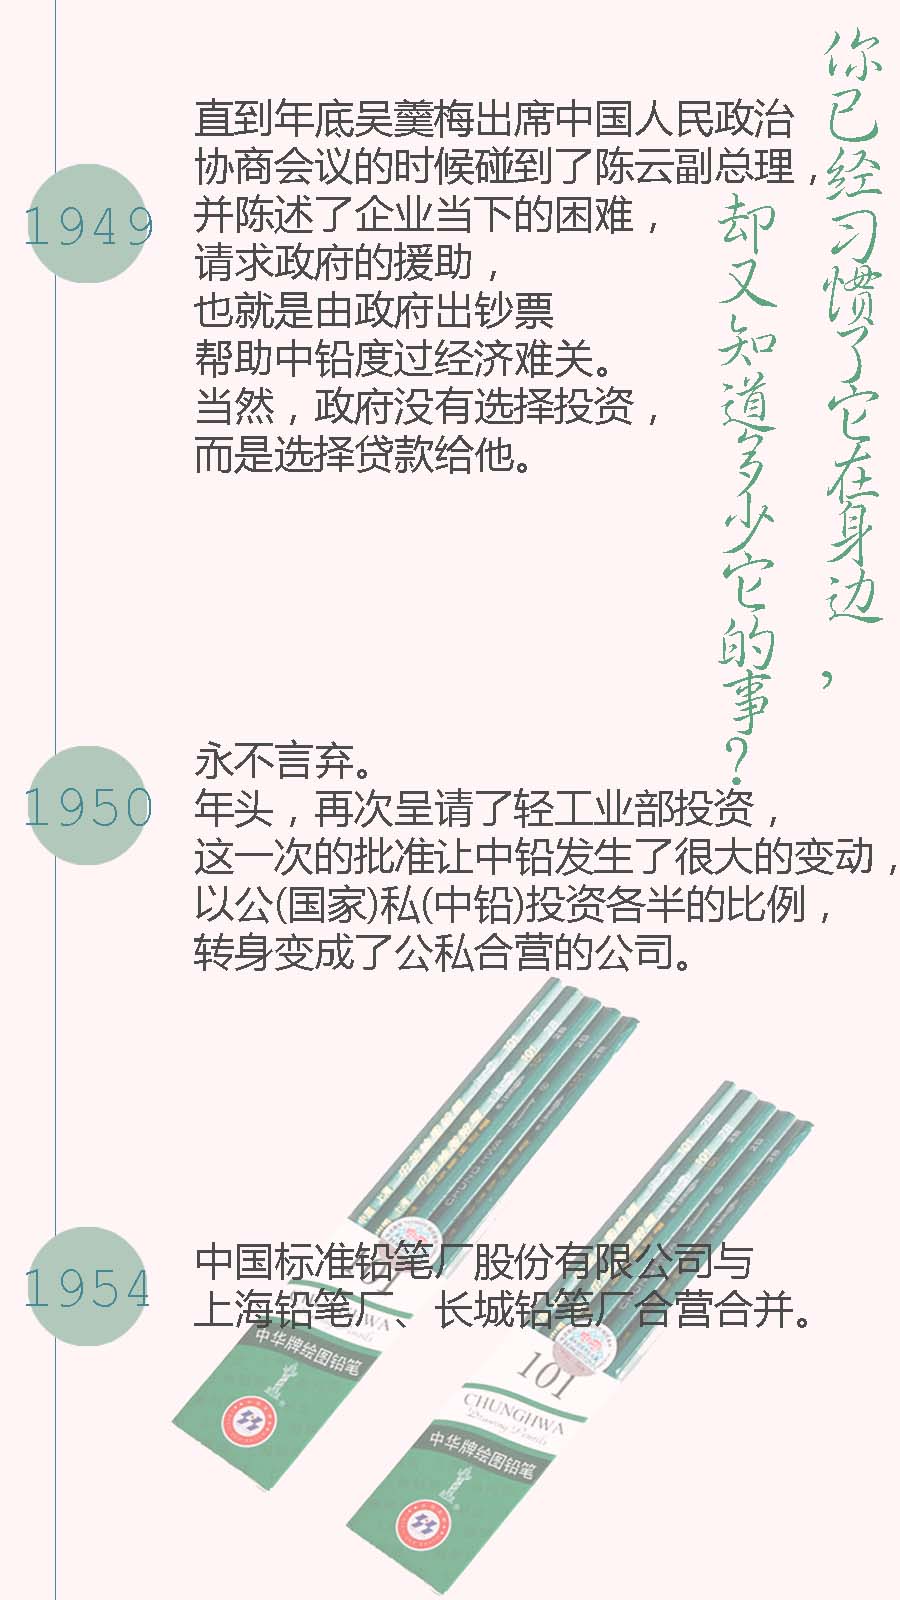 你已经习惯了它在身边，
却又知道多少它的事？
1949
直到年底吴羹梅出席中国人民政治
协商会议的时候碰到了陈云副总理，
并陈述了企业当下的困难，
请求政府的援助，
也就是由政府出钞票
帮助中铅度过经济难关。
当然，政府没有选择投资，
而是选择贷款给他。
1950
永不言弃。
年头，再次呈请了轻工业部投资，
这一次的批准让中铅发生了很大的变动，
以公(国家)私(中铅)投资各半的比例，
转身变成了公私合营的公司。
1954
中国标准铅笔厂股份有限公司与
上海铅笔厂、长城铅笔厂合营合并。
101
CHUNGHWA
中华牌绘图铅笔
101
CHUNGHWA
Drawing Pencils
中华牌绘图铅笔